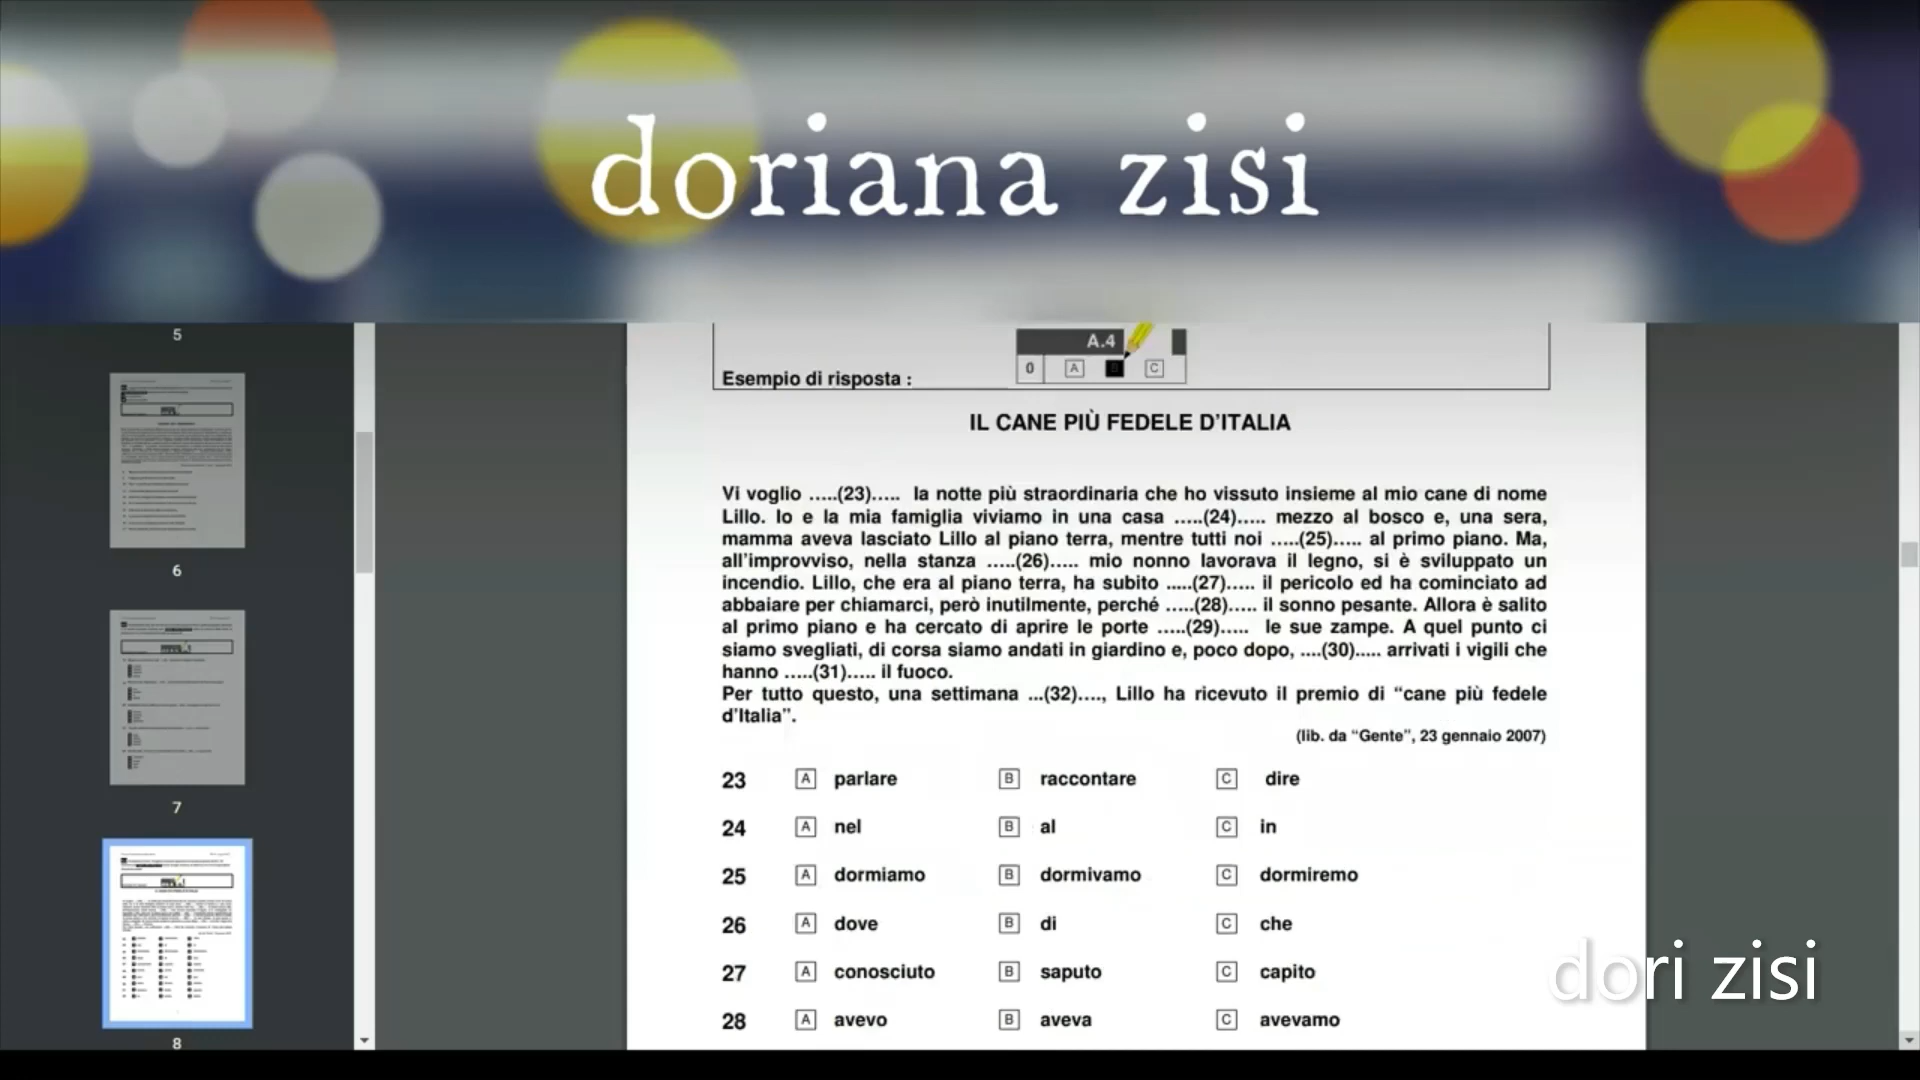 doriana zisi
5
6
7
8
A.4
0 A B C
Esempio di risposta :
IL CANE PIÙ FEDELE D'ITALIA
Vi voglio .....(23)..... la notte più straordinaria che ho vissuto insieme al mio cane di nome
Lillo. Io e la mia famiglia viviamo in una casa .....(24)..... mezzo al bosco e, una sera,
mamma aveva lasciato Lillo al piano terra, mentre tutti noi .....(25)..... al primo piano. Ma,
all'improvviso, nella stanza .....(26)..... mio nonno lavorava il legno, si è sviluppato un
incendio. Lillo, che era al piano terra, ha subito .....(27)..... il pericolo ed ha cominciato ad
abbaiare per chiamarci, però inutilmente, perché .....(28)..... il sonno pesante. Allora è salito
al primo piano e ha cercato di aprire le porte .....(29)..... le sue zampe. A quel punto ci
siamo svegliati, di corsa siamo andati in giardino e, poco dopo, ....(30)..... arrivati i vigili che
hanno .....(31)..... il fuoco.
Per tutto questo, una settimana ...(32)...., Lillo ha ricevuto il premio di “cane più fedele
d'Italia”.
(lib. da “Gente”, 23 gennaio 2007)
23 A parlare B raccontare C dire
24 A nel B al C in
25 A dormiamo B dormivamo C dormiremo
26 A dove B di C che
27 A conosciuto B saputo C capito
28 A avevo B aveva C avevamo
dori zisi